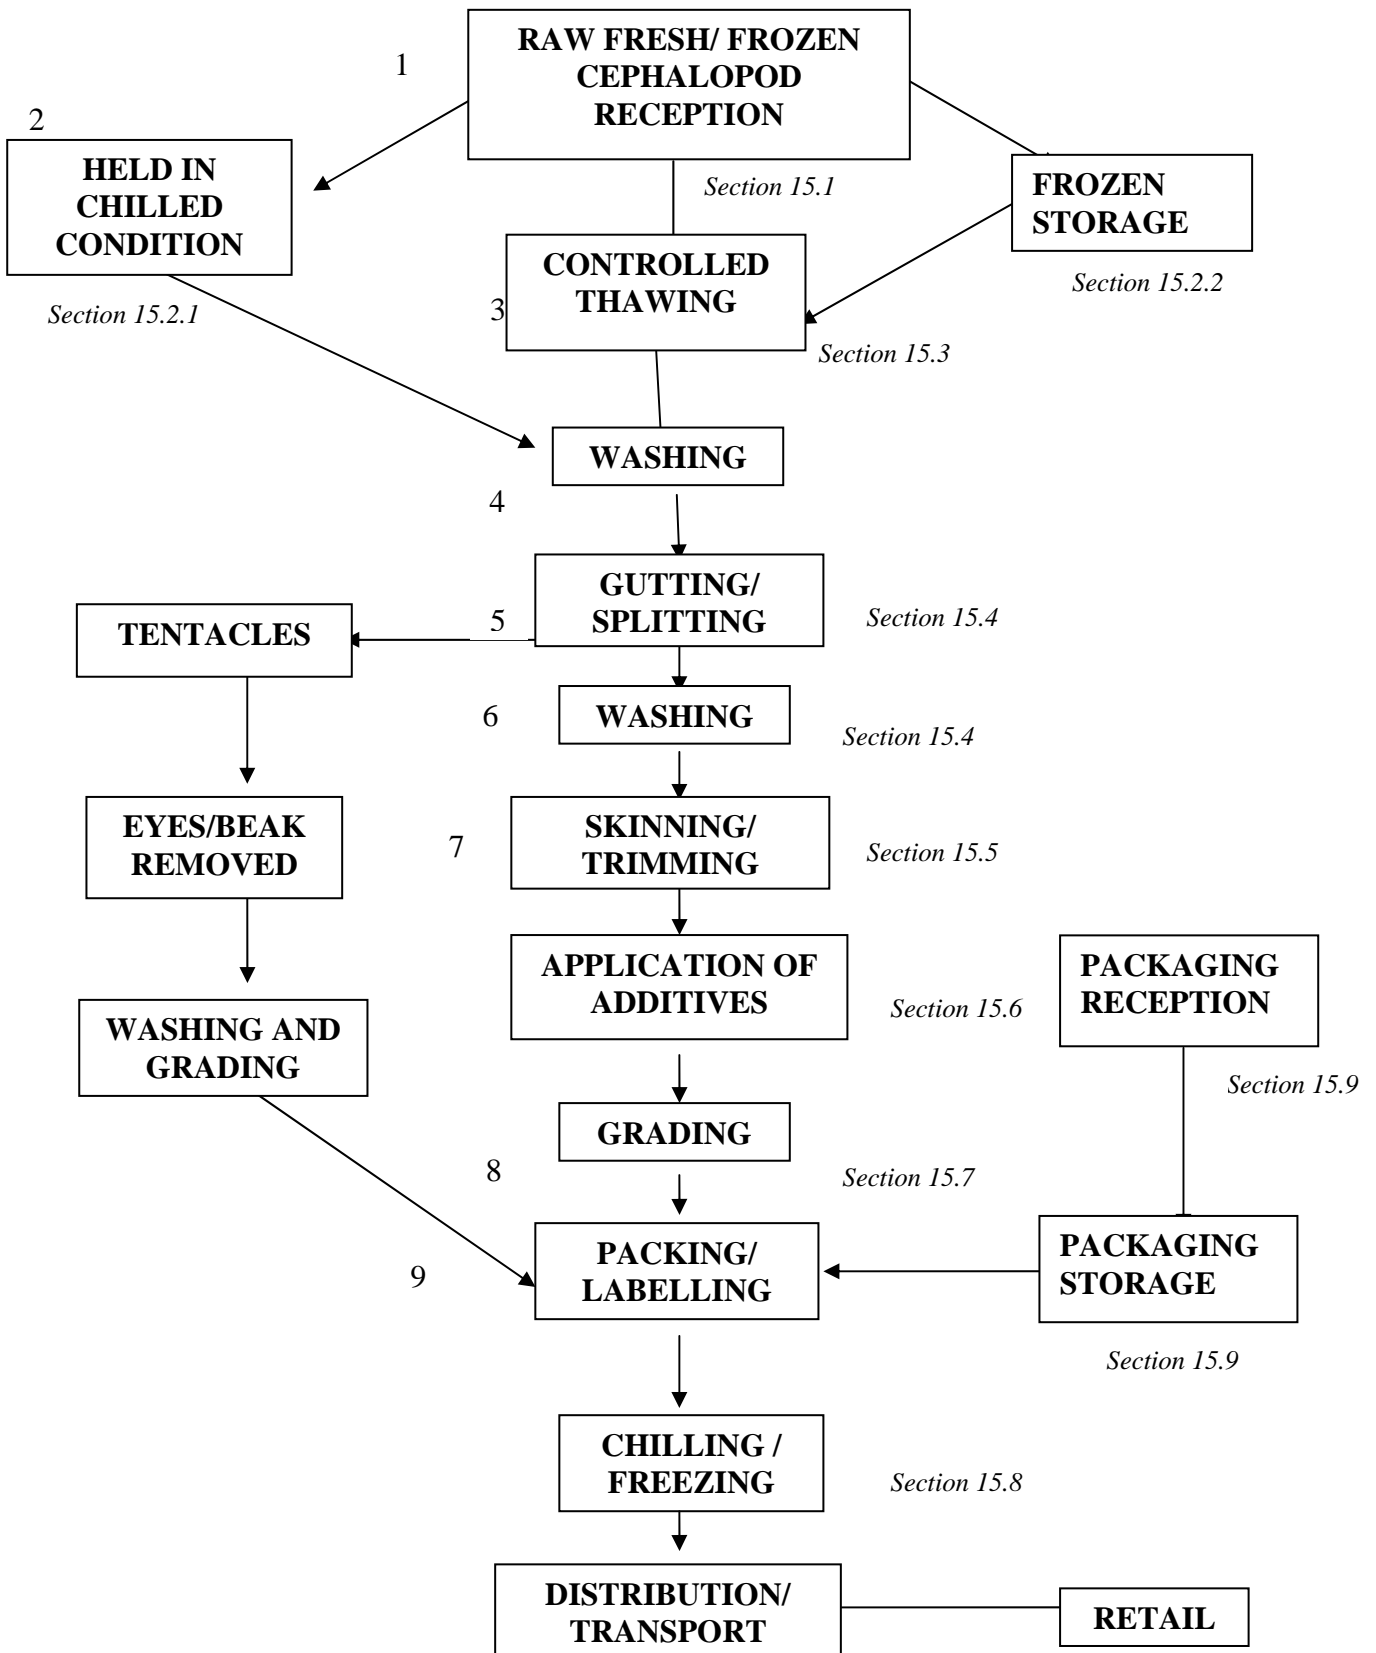 1
RAW FRESH/ FROZEN
CEPHALOPOD
RECEPTION
2
HELD IN
CHILLED
CONDITION
Section 15.1
FROZEN
STORAGE
Section 15.2.1
3
CONTROLLED
THAWING
Section 15.2.2
Section 15.3
WASHING
4
GUTTING/
SPLITTING
Section 15.4
TENTACLES
5
6
WASHING
Section 15.4
EYES/BEAK
REMOVED
7
SKINNING/
TRIMMING
Section 15.5
APPLICATION OF
ADDITIVES
Section 15.6
PACKAGING
RECEPTION
Section 15.9
WASHING AND
GRADING
GRADING
8
Section 15.7
9
PACKING/
LABELLING
PACKAGING
STORAGE
Section 15.9
CHILLING /
FREEZING
Section 15.8
DISTRIBUTION/
TRANSPORT
RETAIL